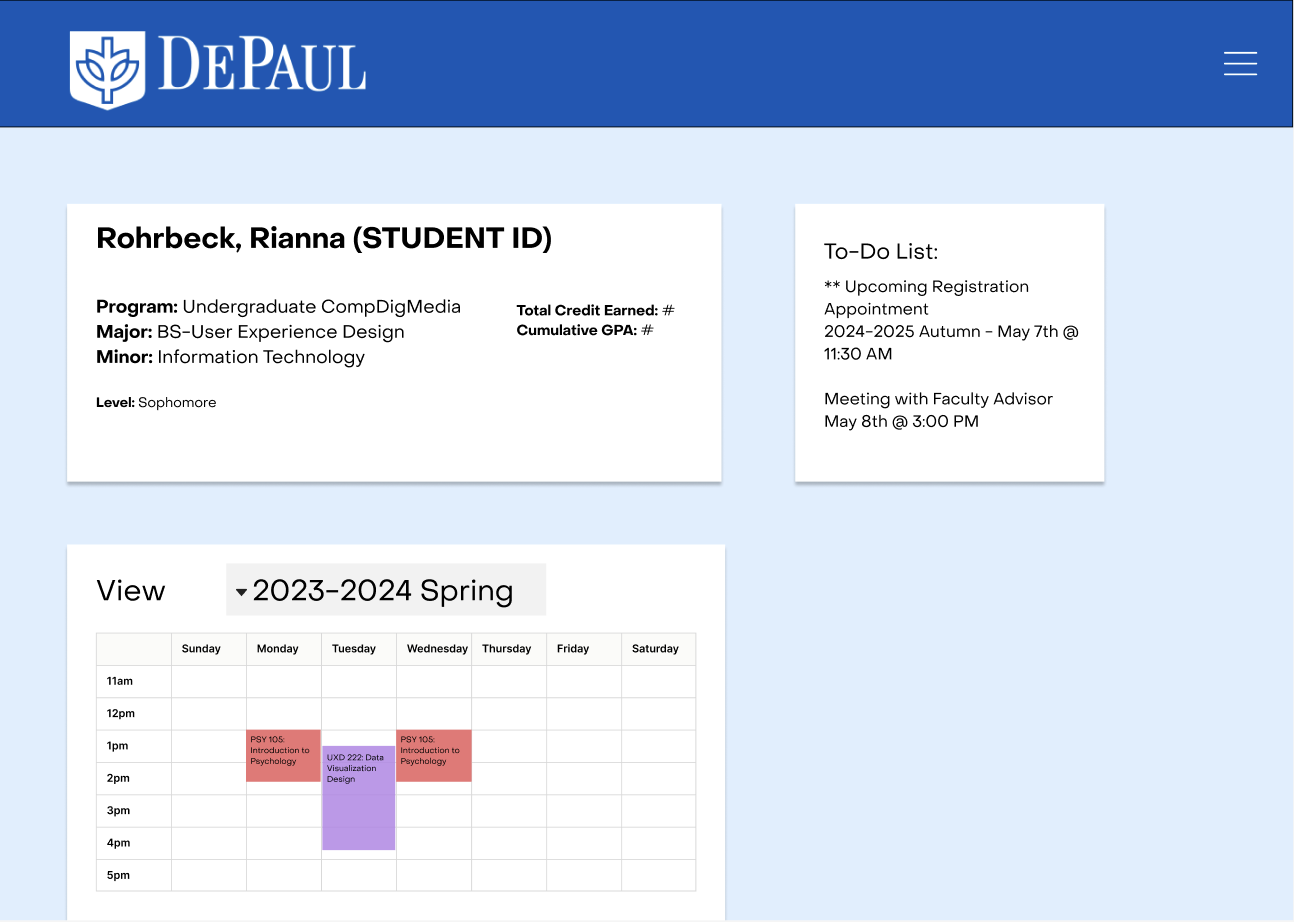 DEPAUL
Rohrbeck, Rianna (STUDENT ID)
Program: Undergraduate CompDigMedia
Major: BS-User Experience Design
Minor: Information Technology
Level: Sophomore
Total Credit Earned: #
Cumulative GPA: #
To-Do List:
** Upcoming Registration
Appointment
2024-2025 Autumn - May 7th @
11:30 AM
Meeting with Faculty Advisor
May 8th @ 3:00 PM
View
2023-2024 Spring
Sunday Monday Tuesday Wednesday Thursday Friday Saturday
11am
12pm
1pm
2pm
3pm
4pm
5pm
PSY 105:
Introduction to
Psychology
UXD 222: Data
Visualization
Design
PSY 105:
Introduction to
Psychology